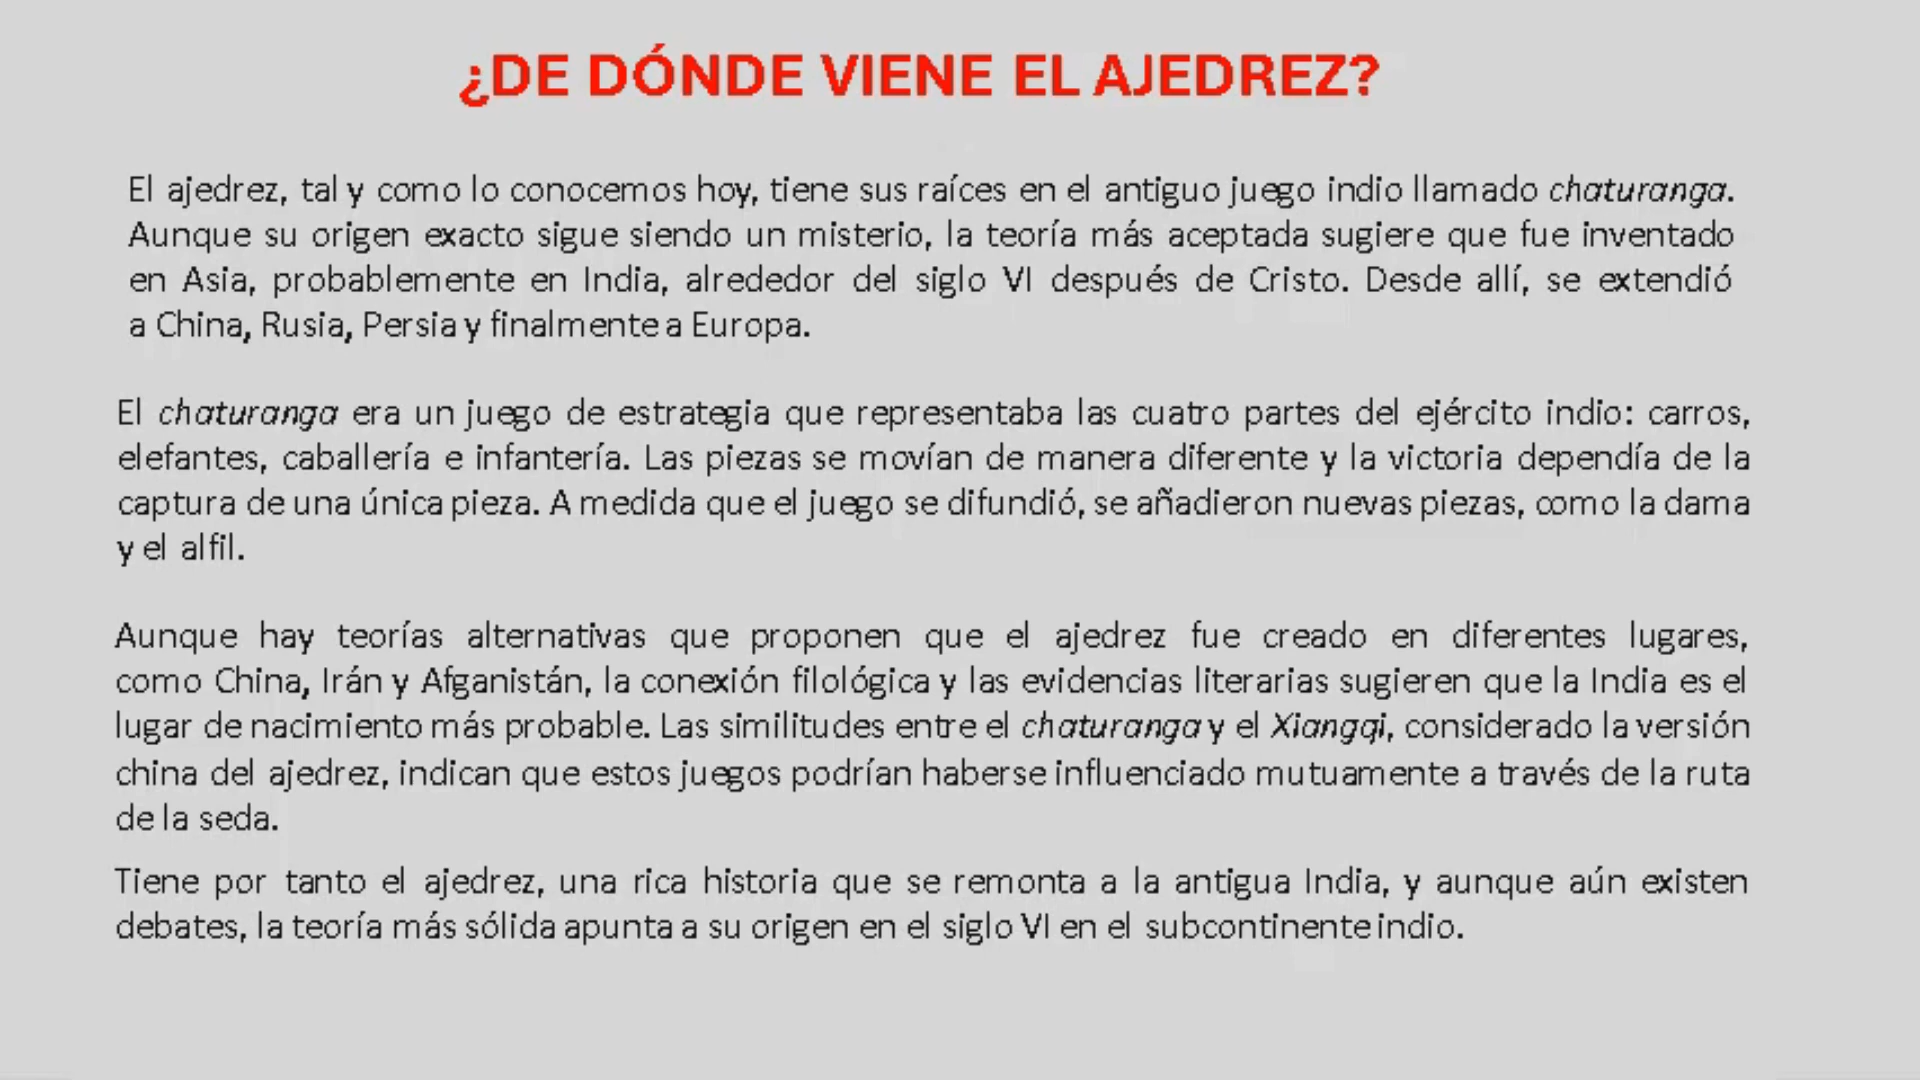 ¿DE DÓNDE VIENE EL AJEDREZ?
El ajedrez, tal y como lo conocemos hoy, tiene sus raíces en el antiguo juego indio llamado chaturanga.
Aunque su origen exacto sigue siendo un misterio, la teoría más aceptada sugiere que fue inventado
en Asia, probablemente en India, alrededor del siglo VI después de Cristo. Desde allí, se extendió
a China, Rusia, Persia y finalmente a Europa.
El chaturanga era un juego de estrategia que representaba las cuatro partes del ejército indio: carros,
elefantes, caballería e infantería. Las piezas se movían de manera diferente y la victoria dependía de la
captura de una única pieza. A medida que el juego se difundió, se añadieron nuevas piezas, como la dama
y el alfil.
Aunque hay teorías alternativas que proponen que el ajedrez fue creado en diferentes lugares,
como China, Irán y Afganistán, la conexión filológica y las evidencias literarias sugieren que la India es el
lugar de nacimiento más probable. Las similitudes entre el chaturanga y el Xiangqi, considerado la versión
china del ajedrez, indican que estos juegos podrían haberse influenciado mutuamente a través de la ruta
de la seda.
Tiene por tanto el ajedrez, una rica historia que se remonta a la antigua India, y aunque aún existen
debates, la teoría más sólida apunta a su origen en el siglo VI en el subcontinente indio.